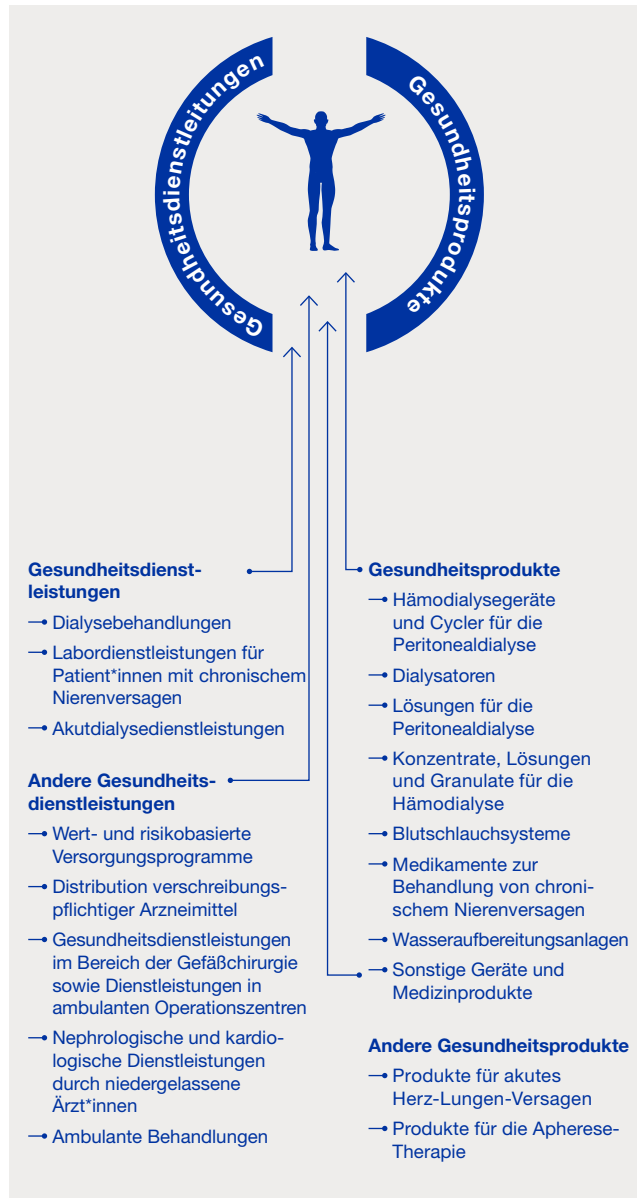 Gesundheitsdienstleitungen
Gesundheitsprodukte
Gesundheitsdienst-
leistungen
Dialysebehandlungen
Labordienstleistungen für
Patient*innen mit chronischem
Nierenversagen
Akutdialysedienstleistungen
Andere Gesundheits-
dienstleistungen
Wert- und risikobasierte
Versorgungsprogramme
Distribution verschreibungs-
pflichtiger Arzneimittel
Gesundheitsdienstleistungen
im Bereich der Gefäßchirurgie
sowie Dienstleistungen in
ambulanten Operationszentren
Nephrologische und kardio-
logische Dienstleistungen
durch niedergelassene
Ärzt*innen
Ambulante Behandlungen
Gesundheitsprodukte
Hämodialysegeräte
und Cycler für die
Peritonealdialyse
Dialysatoren
Lösungen für die
Peritonealdialyse
Konzentrate, Lösungen
und Granulate für die
Hämodialyse
Blutschlauchsysteme
Medikamente zur
Behandlung von chroni-
schem Nierenversagen
Wasseraufbereitungsanlagen
Sonstige Geräte und
Medizinprodukte
Andere Gesundheitsprodukte
Produkte für akutes
Herz-Lungen-Versagen
Produkte für die Apherese-
Therapie